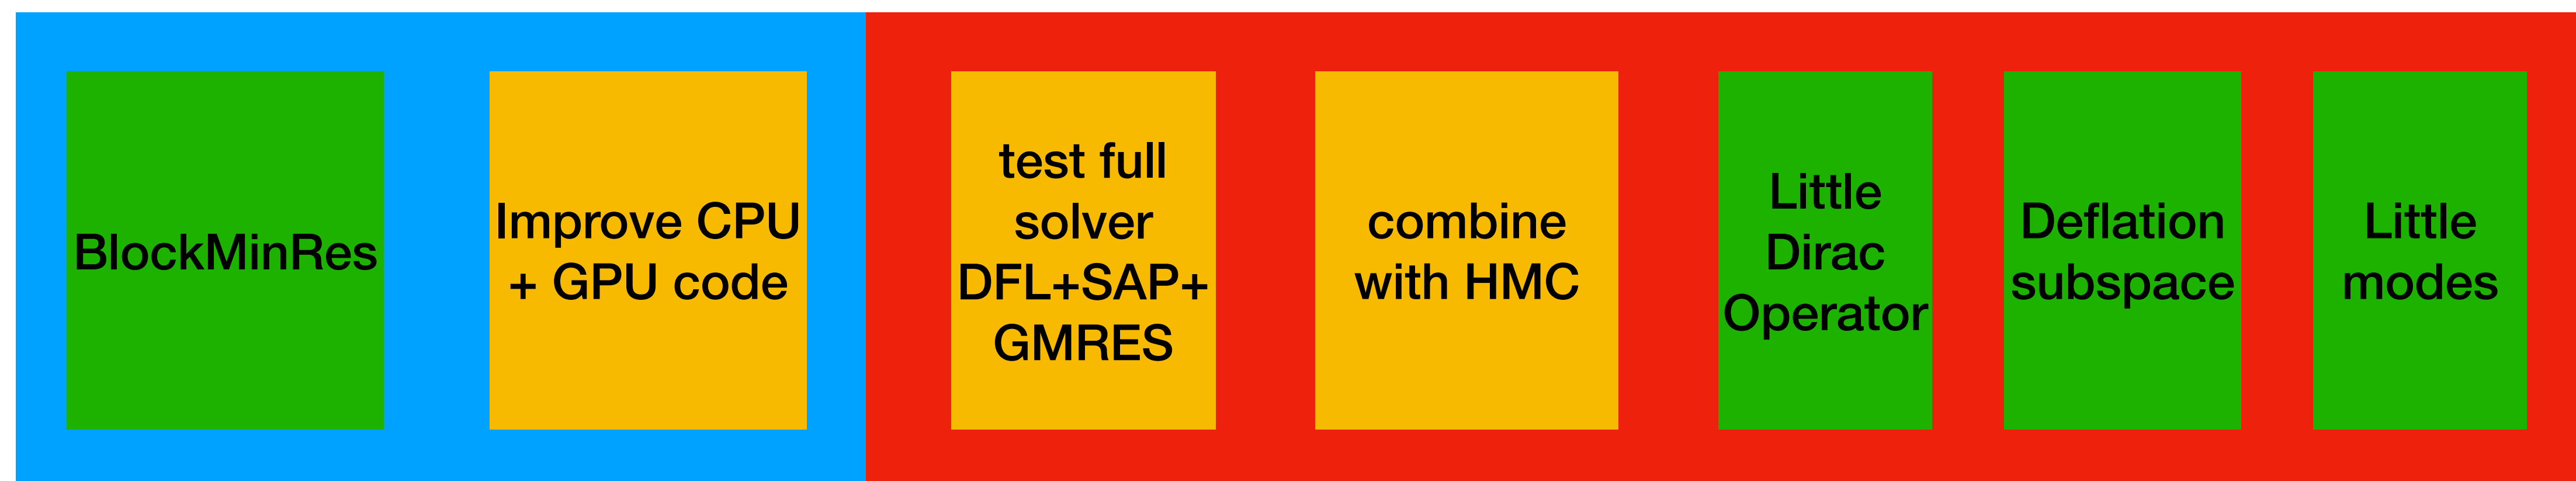 BlockMinRes
Improve CPU
+ GPU code
test full
solver
DFL+SAP+
GMRES
combine
with HMC
Little
Dirac
Operator
Deflation
subspace
Little
modes